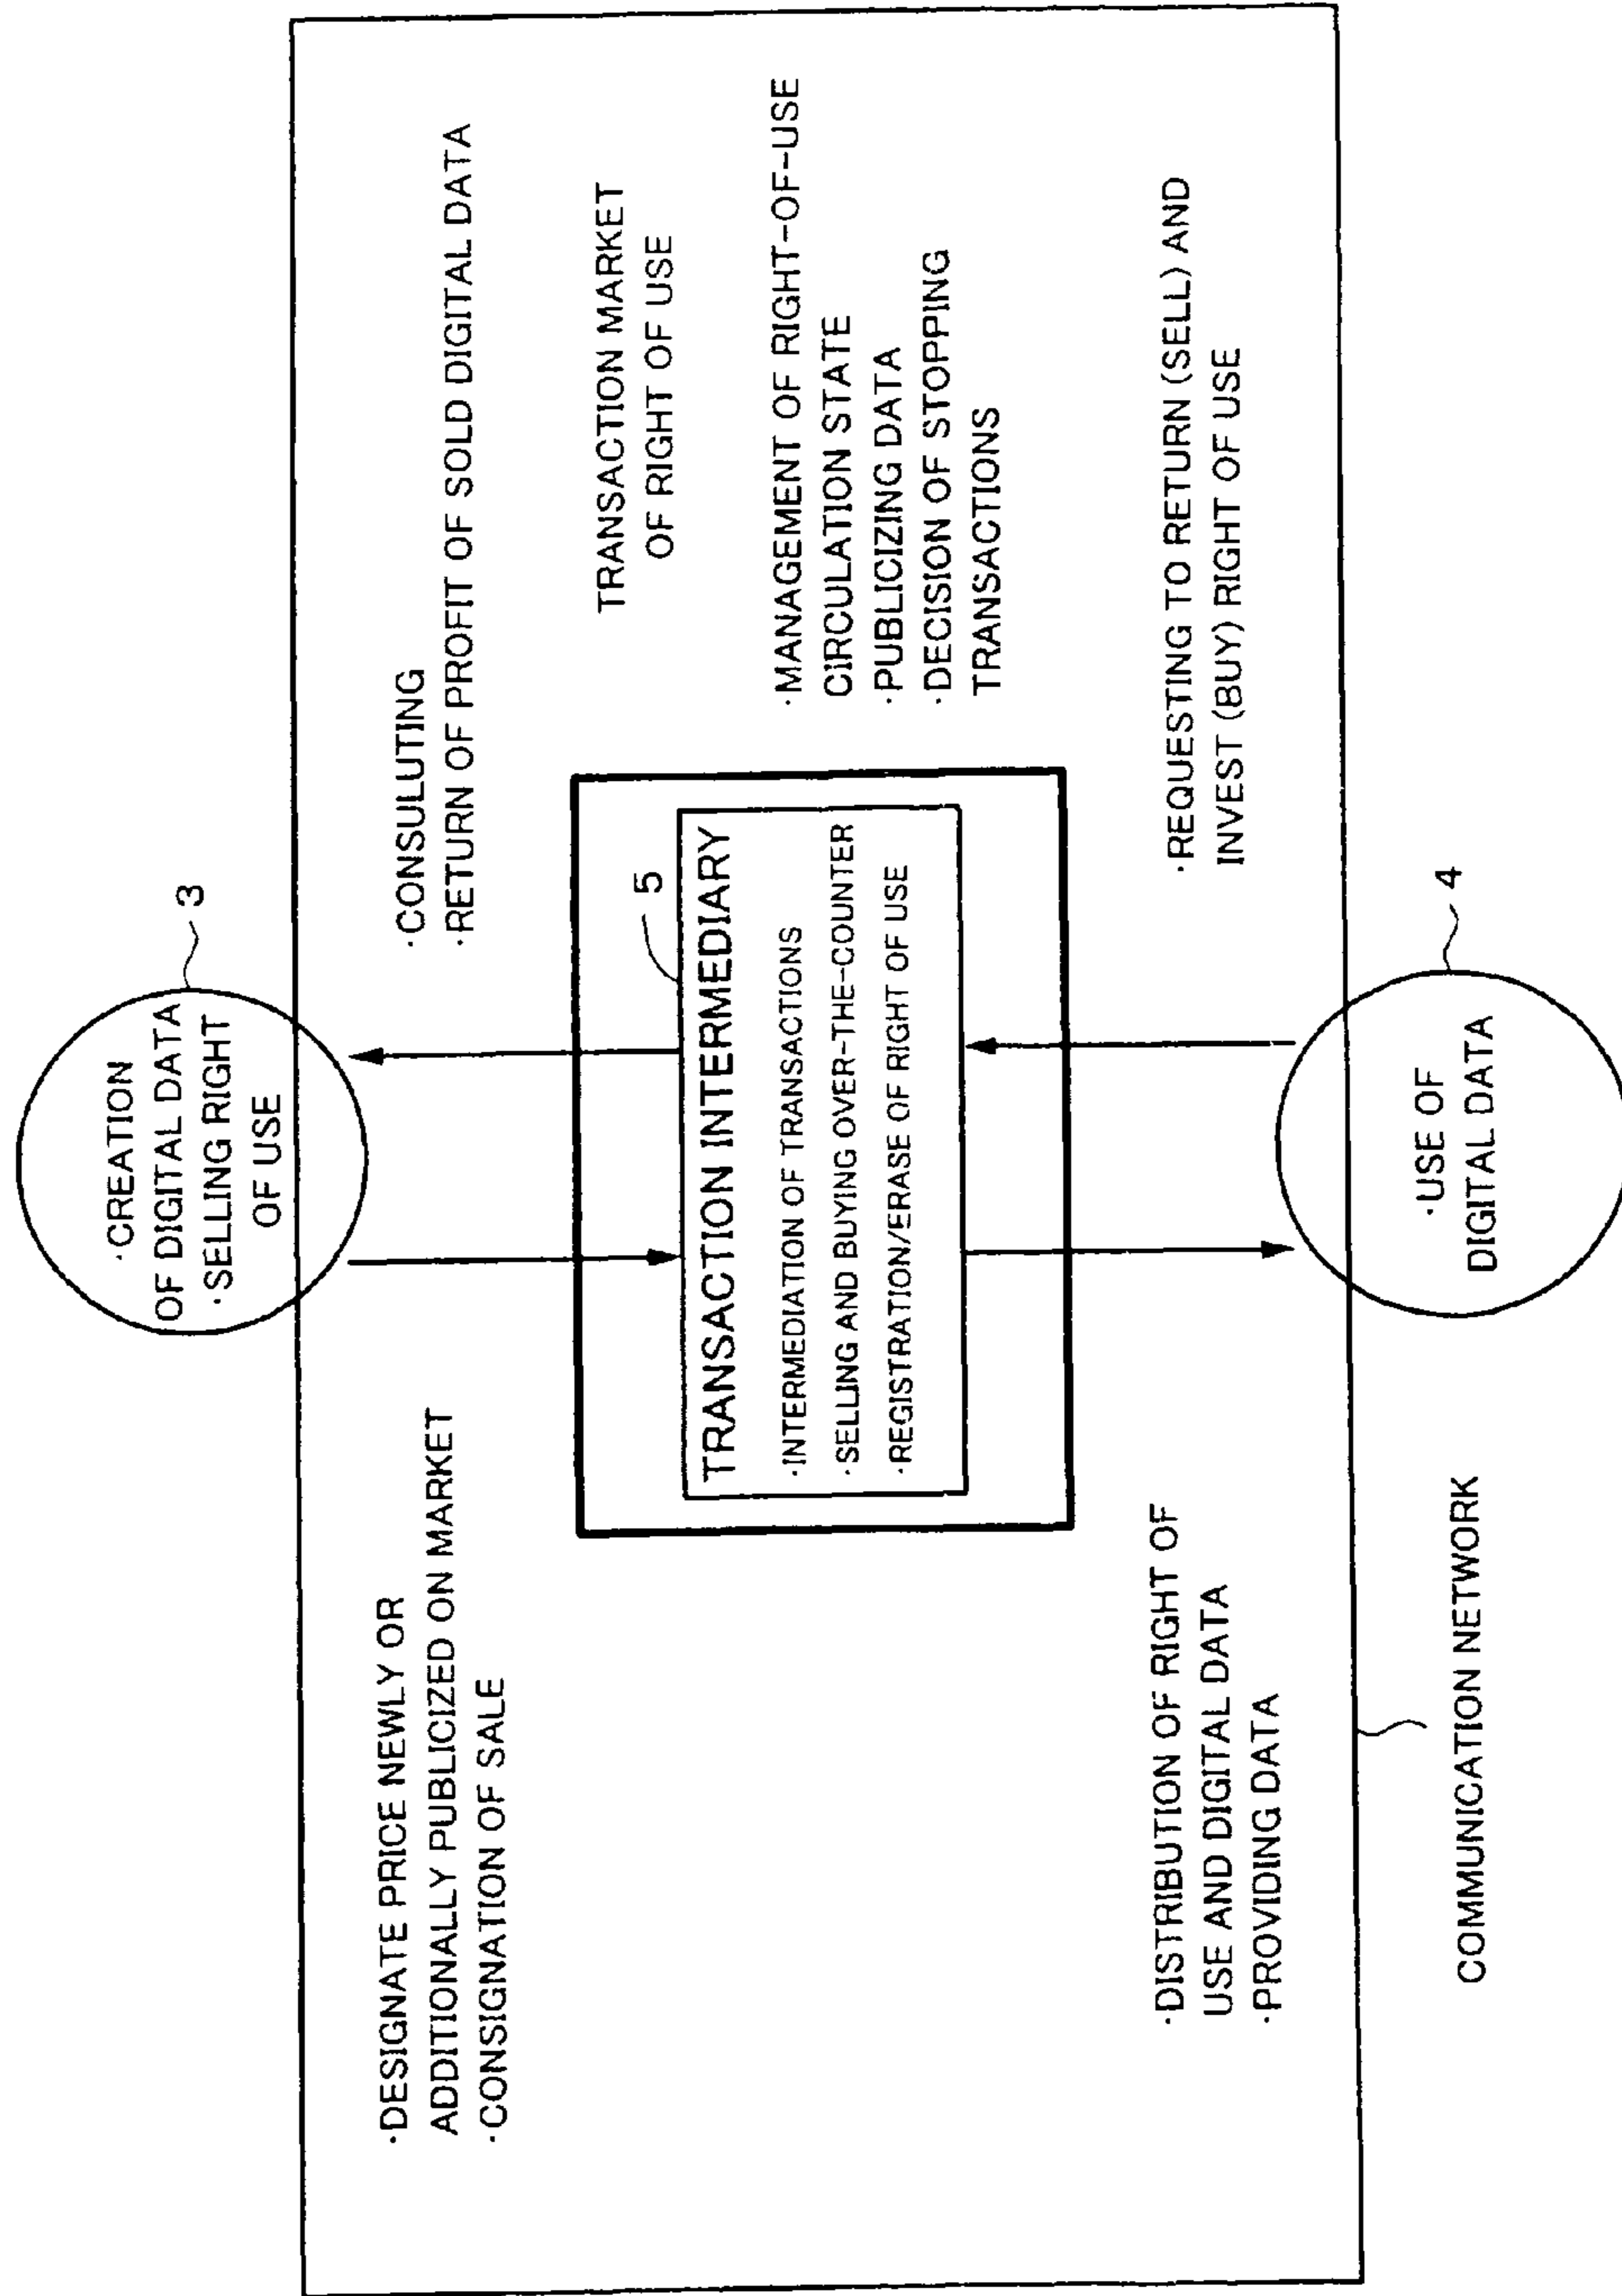 ·CREATION
OF DIGITAL DATA
·SELLING RIGHT
OF USE
3
·DESIGNATE PRICE NEWLY OR
ADDITIONALLY PUBLICIZED ON MARKET
·CONSIGNATION OF SALE
·CONSULUTING
·RETURN OF PROFIT OF SOLD DIGITAL DATA
5
TRANSACTION INTERMEDIARY
·INTERMEDIATION OF TRANSACTIONS
·SELLING AND BUYING OVER-THE-COUNTER
·REGISTRATION/ERASE OF RIGHT OF USE
TRANSACTION MARKET
OF RIGHT OF USE
·MANAGEMENT OF RIGHT-OF-USE
CIRCULATION STATE
·PUBLICIZING DATA
·DECISION OF STOPPING
TRANSACTIONS
·DISTRIBUTION OF RIGHT OF
USE AND DIGITAL DATA
·PROVIDING DATA
·REQUESTING TO RETURN (SELL) AND
INVEST (BUY) RIGHT OF USE
·USE OF
DIGITAL DATA
4
COMMUNICATION NETWORK